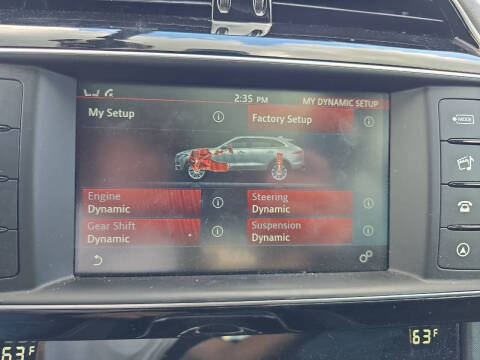 2:35 PM
MY DYNAMIC SETUP
My Setup
Factory Setup
Engine
Dynamic
Steering
Dynamic
Gear Shift
Dynamic
Suspension
Dynamic
MODE
63 F
63 F